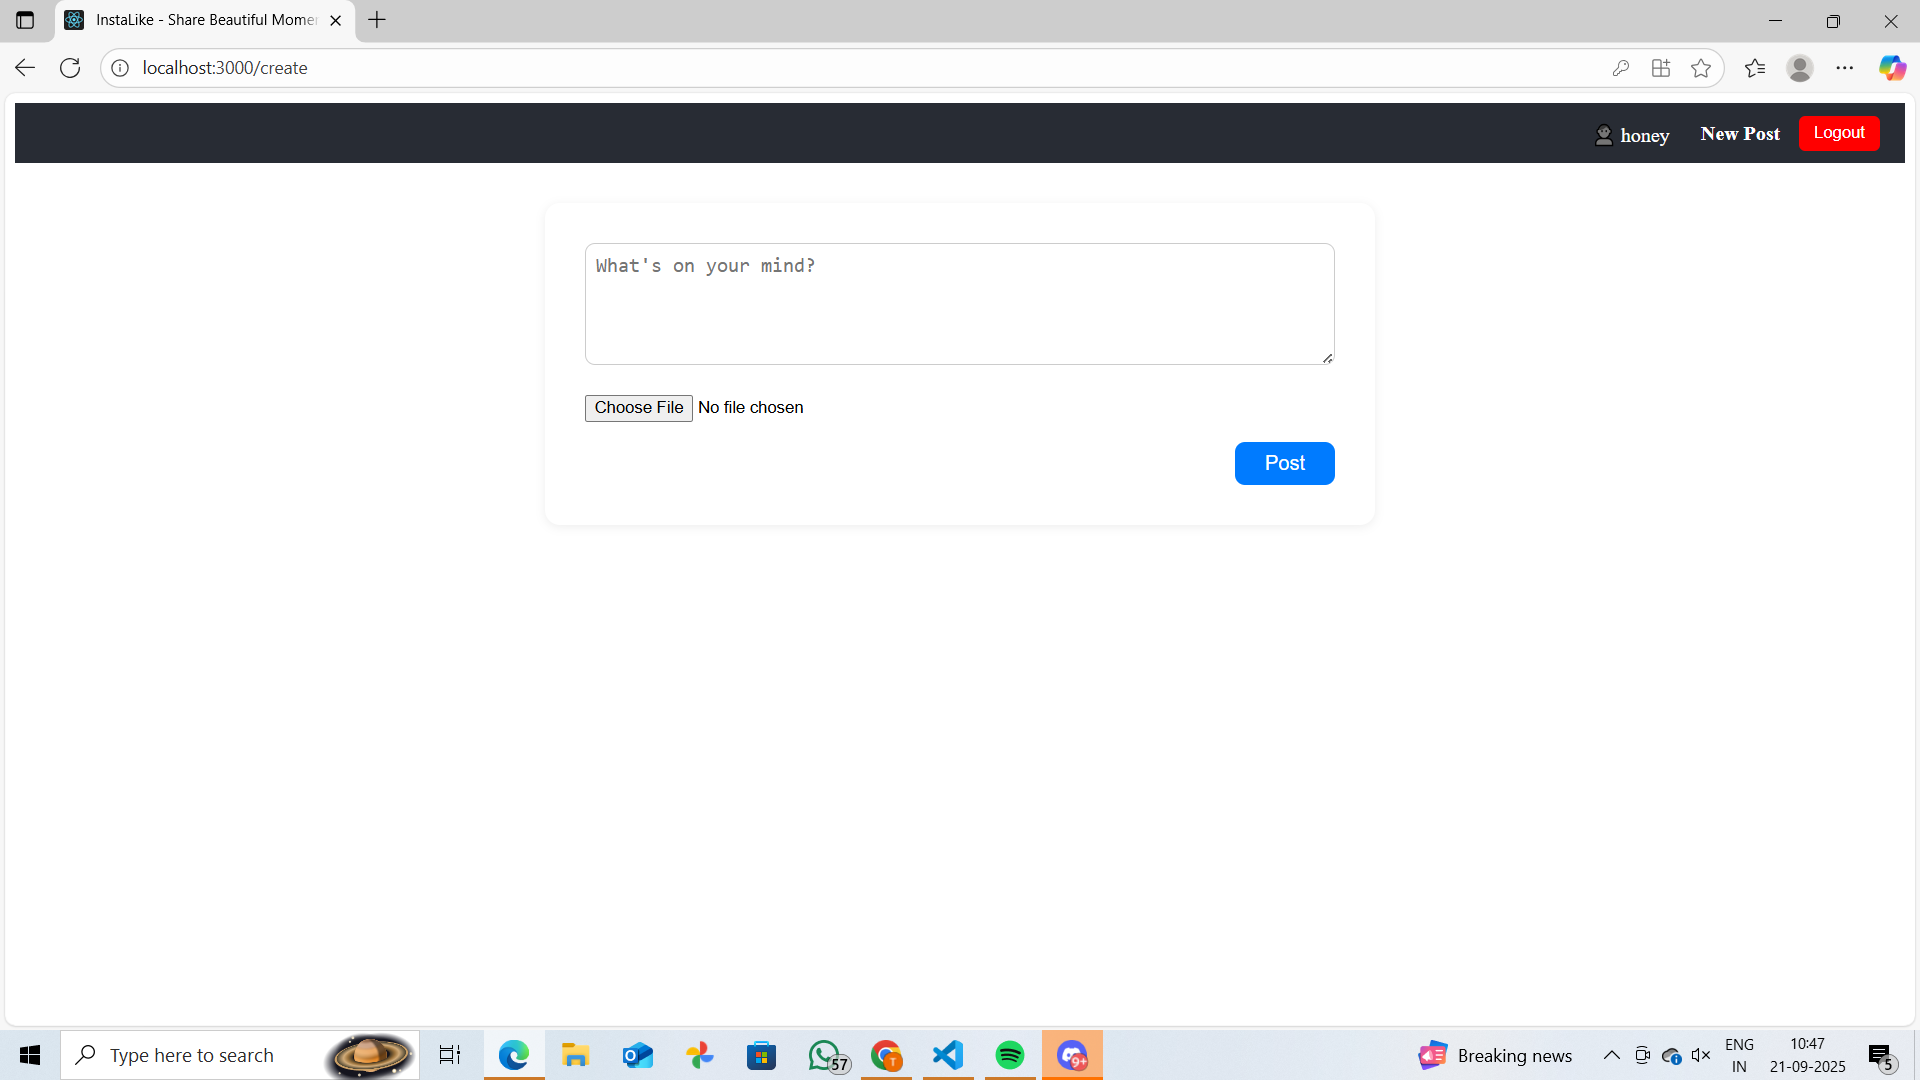 InstaLike - Share Beautiful Momen
localhost:3000/create
honey
New Post
Logout
What's on your mind?
Choose File No file chosen
Post
Type here to search
57
T
9+
Breaking news
ENG
IN
10:47
21-09-2025
5